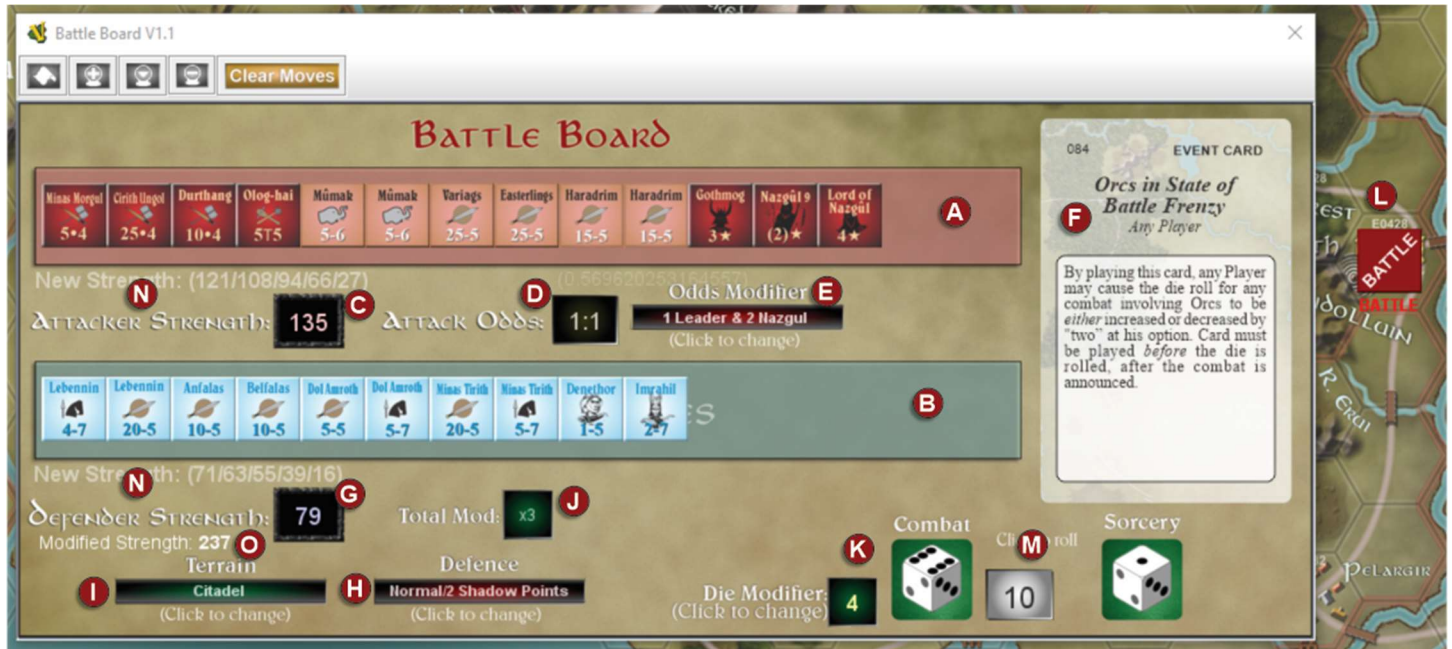 Battle Board V1.1
Clear Moves
BATTLE BOARD
Minas Morgul
5•4
Cirith Ungol
25•4
Durthang
10•4
Olog-hai
5T5
Mûmak
5-6
Mûmak
5-6
Variags
25-5
Easterlings
25-5
Haradrim
15-5
Haradrim
15-5
Gothmog
3★
Nazgûl 9
(2)★
Lord of
Nazgûl
4★
A
New Strength: (121/108/94/66/27)
N
ATTACKER STRENGTH:
135
C
D
ATTACK ODDS:
1:1
Odds Modifier
E
1 Leader & 2 Nazgul
(Click to change)
Lebennin
4-7
Lebennin
20-5
Anfalas
10-5
Belfalas
10-5
Dol Amroth
5-5
Dol Amroth
5-7
Minas Tirith
20-5
Minas Tirith
5-7
Denethor
1-5
Imrahil
2-7
B
New Strength: (71/63/55/39/16)
N
DEFENDER STRENGTH:
79
G
Modified Strength: 237
O
Total Mod:
x3
J
Terrain
I
Citadel
(Click to change)
Defence
H
Normal/2 Shadow Points
(Click to change)
K
Die Modifier:
(Click to change)
4
Combat
M
10
Sorcery
084
EVENT CARD
Orcs in State of
Battle Frenzy
F
Any Player
By playing this card, any Player
may cause the die roll for any
combat involving Orcs to be
either increased or decreased by
“two” at his option. Card must
be played before the die is
rolled, after the combat is
announced.
L
E0428
BATTLE
BATTLE
R. ERUI
PELARGIR